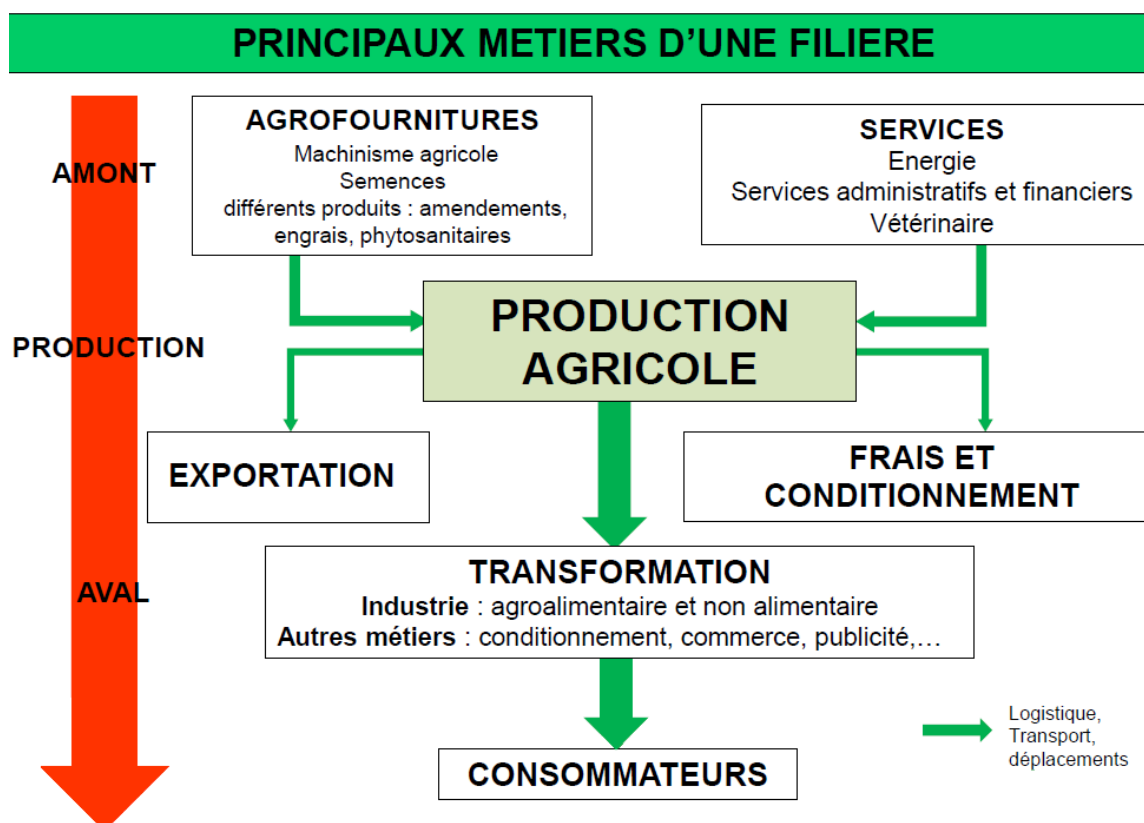 PRINCIPAUX METIERS D'UNE FILIERE
AMONT
AGROFOURNITURES
Machinisme agricole
Semences
différents produits : amendements,
engrais, phytosanitaires
SERVICES
Energie
Services administratifs et financiers
Vétérinaire
PRODUCTION
PRODUCTION
AGRICOLE
EXPORTATION
FRAIS ET
CONDITIONNEMENT
AVAL
TRANSFORMATION
Industrie : agroalimentaire et non alimentaire
Autres métiers : conditionnement, commerce, publicité,…
CONSOMMATEURS
Logistique,
Transport,
déplacements